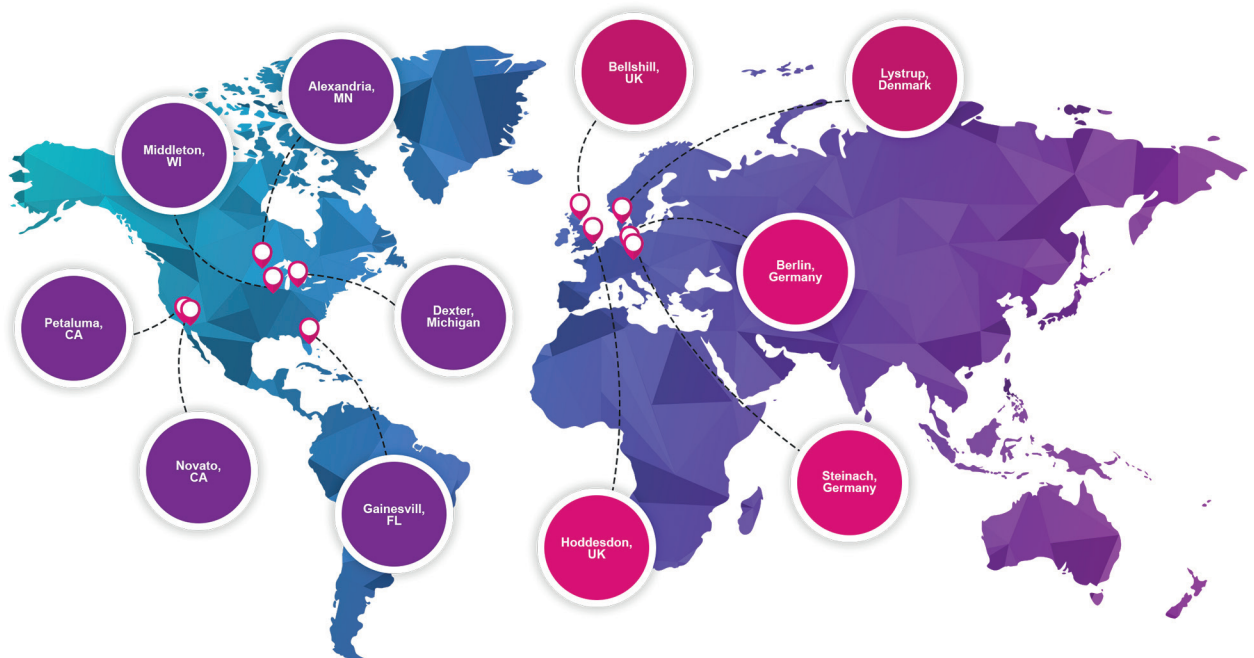 Bellshill,
UK
Lystrup,
Denmark
Alexandria,
MN
Middleton,
WI
Berlin,
Germany
Dexter,
Michigan
Petaluma,
CA
Novato,
CA
Steinach,
Germany
Gainesvill,
FL
Hoddesdon,
UK